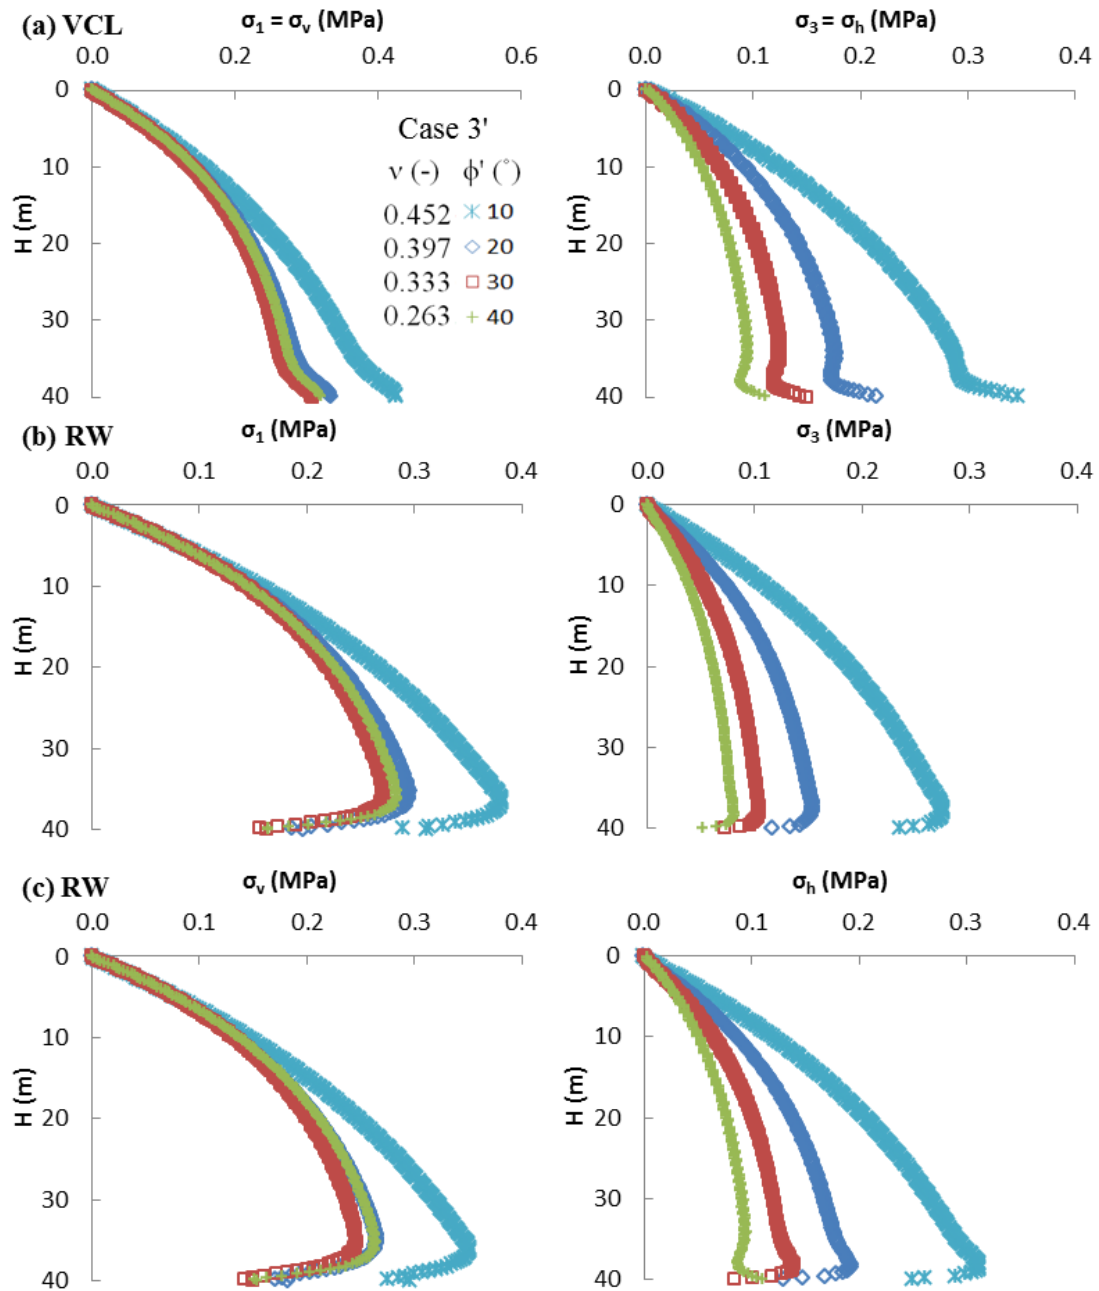 (a) VCL
σ1 = σv (MPa)
σ3 = σh (MPa)
0.0 0.2 0.4 0.6
0.0 0.1 0.2 0.3 0.4
0
10
20
30
40
H (m)
Case 3'
ν (-) ϕ' (°)
0.452 10
0.397 20
0.333 30
0.263 40
0
10
20
30
40
H (m)
(b) RW
σ1 (MPa)
σ3 (MPa)
0.0 0.1 0.2 0.3 0.4
0.0 0.1 0.2 0.3 0.4
0
10
20
30
40
H (m)
0
10
20
30
40
H (m)
(c) RW
σv (MPa)
σh (MPa)
0.0 0.1 0.2 0.3 0.4
0.0 0.1 0.2 0.3 0.4
0
10
20
30
40
H (m)
0
10
20
30
40
H (m)